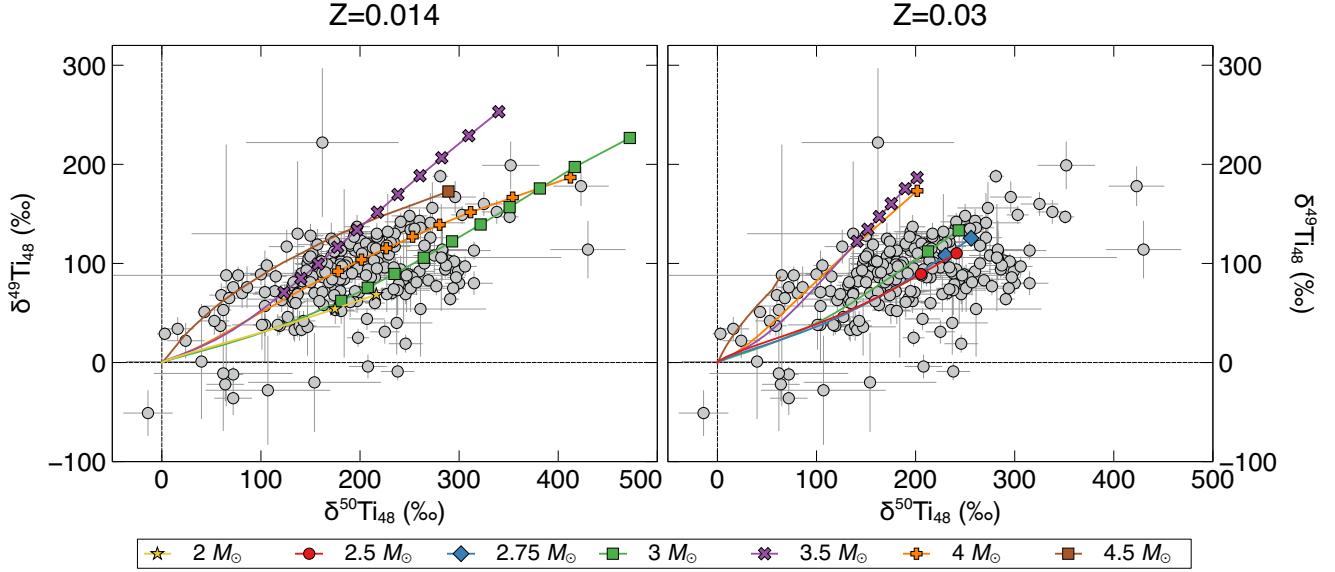 Z=0.014
Z=0.03
300
200
100
0
−100
δ⁴⁹Ti₄₈ (‰)
300
200
100
0
−100
δ⁴⁹Ti₄₈ (‰)
0 100 200 300 400 500
0 100 200 300 400 500
δ⁵⁰Ti₄₈ (‰)
δ⁵⁰Ti₄₈ (‰)
2 M☉ 2.5 M☉ 2.75 M☉ 3 M☉ 3.5 M☉ 4 M☉ 4.5 M☉